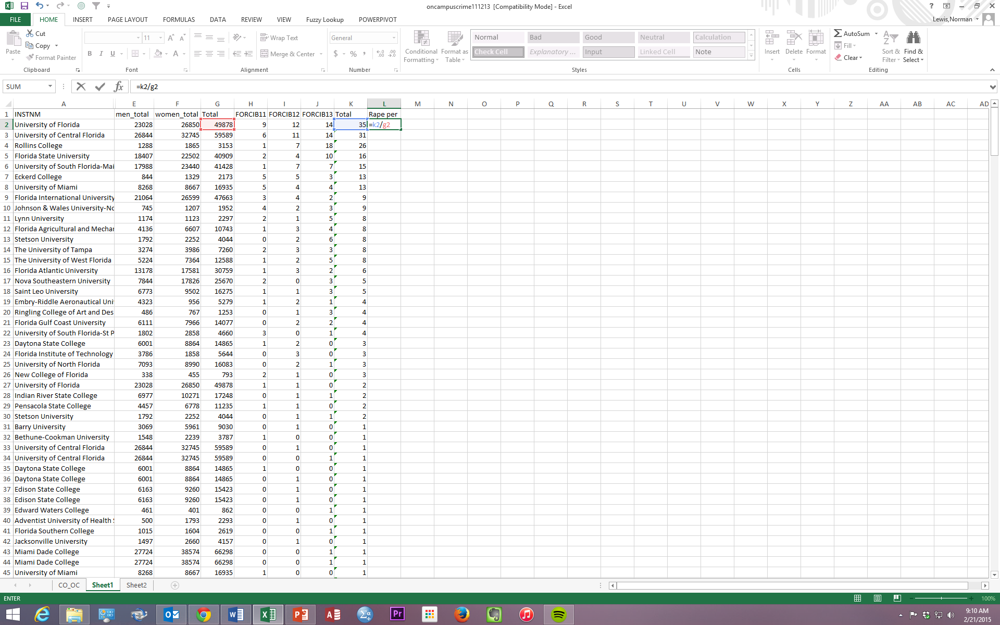 oncampuscrime111213 [Compatibility Mode] - Excel
FILE HOME INSERT PAGE LAYOUT FORMULAS DATA REVIEW VIEW Fuzzy Lookup POWERPIVOT Lewis,Norman
Paste Cut Copy Format Painter Clipboard
11 B I U Font
Wrap Text Merge & Center Alignment
General $ % Number
Conditional Formatting Format as Table
Normal Bad Good Neutral Calculation
Check Cell Explanatory ... Input Linked Cell Note
Styles
Insert Delete Format Cells
AutoSum Fill Clear Sort & Filter Find & Select Editing
SUM fx =k2/g2
A E F G H I J K L M N O P Q R S T U V W X Y Z AA AB AC AD
1 INSTNM men_total women_total Total FORCIB11 FORCIB12 FORCIB13 Total Rape per
2 University of Florida 23028 26850 49878 9 12 14 35 =k2/g2
3 University of Central Florida 26844 32745 59589 6 11 14 31
4 Rollins College 1288 1865 3153 1 7 18 26
5 Florida State University 18407 22502 40909 2 4 10 16
6 University of South Florida-Mai 17988 23440 41428 1 7 7 15
7 Eckerd College 844 1329 2173 5 5 3 13
8 University of Miami 8268 8667 16935 5 4 4 13
9 Florida International University 21064 26599 47663 3 4 2 9
10 Johnson & Wales University-No 745 1207 1952 4 2 3 9
11 Lynn University 1174 1123 2297 2 1 5 8
12 Florida Agricultural and Mechar 4136 6607 10743 1 3 4 8
13 Stetson University 1792 2252 4044 0 2 6 8
14 The University of Tampa 3274 3986 7260 2 3 3 8
15 The University of West Florida 5224 7364 12588 1 2 5 8
16 Florida Atlantic University 13178 17581 30759 1 3 2 6
17 Nova Southeastern University 7844 17826 25670 2 0 3 5
18 Saint Leo University 6773 9502 16275 1 1 3 5
19 Embry-Riddle Aeronautical Uni 4323 956 5279 1 2 1 4
20 Ringling College of Art and Des 486 767 1253 0 1 3 4
21 Florida Gulf Coast University 6111 7966 14077 0 2 2 4
22 University of South Florida-St P 1802 2858 4660 3 0 1 4
23 Daytona State College 6001 8864 14865 1 2 0 3
24 Florida Institute of Technology 3786 1858 5644 0 3 0 3
25 University of North Florida 7093 8990 16083 0 2 1 3
26 New College of Florida 338 455 793 2 1 0 3
27 University of Florida 23028 26850 49878 1 1 0 2
28 Indian River State College 6977 10271 17248 0 1 1 2
29 Pensacola State College 4457 6778 11235 1 1 0 2
30 Stetson University 1792 2252 4044 0 1 1 2
31 Barry University 3069 5961 9030 0 1 0 1
32 Bethune-Cookman University 1548 2239 3787 1 0 0 1
33 University of Central Florida 26844 32745 59589 0 1 0 1
34 University of Central Florida 26844 32745 59589 0 0 1 1
35 Daytona State College 6001 8864 14865 1 0 0 1
36 Daytona State College 6001 8864 14865 0 1 0 1
37 Edison State College 6163 9260 15423 0 1 0 1
38 Edison State College 6163 9260 15423 0 1 0 1
39 Edward Waters College 461 401 862 0 0 1 1
40 Adventist University of Health 500 1793 2293 0 1 0 1
41 Florida Southern College 1015 1604 2619 0 0 1 1
42 Jacksonville University 1497 2660 4157 0 1 0 1
43 Miami Dade College 27724 38574 66298 0 0 1 1
44 Miami Dade College 27724 38574 66298 0 0 1 1
45 University of Miami 8268 8667 16935 1 0 0 1
CO_OC Sheet1 Sheet2
ENTER 100%
9:10 AM
2/21/2015